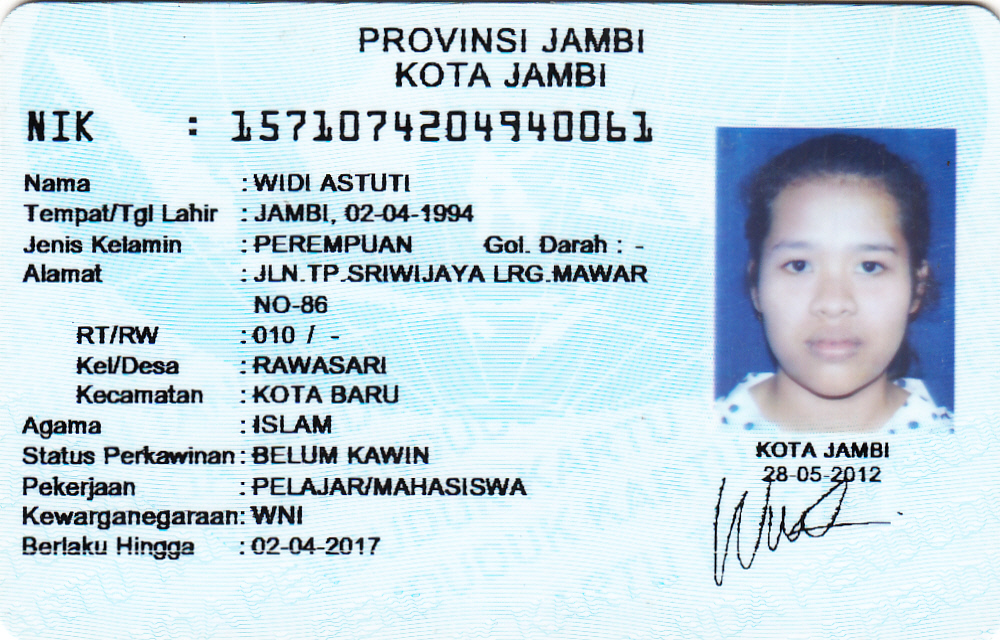 PROVINSI JAMBI
KOTA JAMBI
NIK : 1571074204940061
Nama : WIDI ASTUTI
Tempat/Tgl Lahir : JAMBI, 02-04-1994
Jenis Kelamin : PEREMPUAN Gol. Darah : -
Alamat : JLN.TP.SRIWIJAYA LRG.MAWAR
NO-86
RT/RW : 010 / -
Kel/Desa : RAWASARI
Kecamatan : KOTA BARU
Agama : ISLAM
Status Perkawinan : BELUM KAWIN
Pekerjaan : PELAJAR/MAHASISWA
Kewarganegaraan : WNI
Berlaku Hingga : 02-04-2017
KOTA JAMBI
28-05-2012